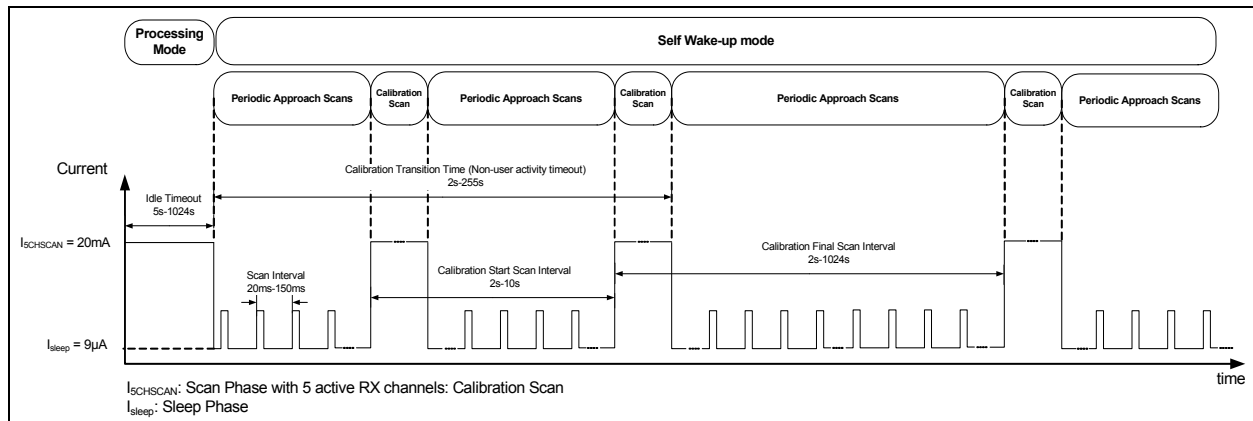 Processing
Mode
Self Wake-up mode
Periodic Approach Scans
Calibration
Scan
Periodic Approach Scans
Calibration
Scan
Periodic Approach Scans
Calibration
Scan
Periodic Approach Scans
Current
Calibration Transition Time (Non-user activity timeout)
2s-255s
Idle Timeout
5s-1024s
I5CHSCAN = 20mA
Scan Interval
20ms-150ms
Calibration Start Scan Interval
2s-10s
Calibration Final Scan Interval
2s-1024s
Isleep = 9µA
time
I5CHSCAN: Scan Phase with 5 active RX channels: Calibration Scan
Isleep: Sleep Phase